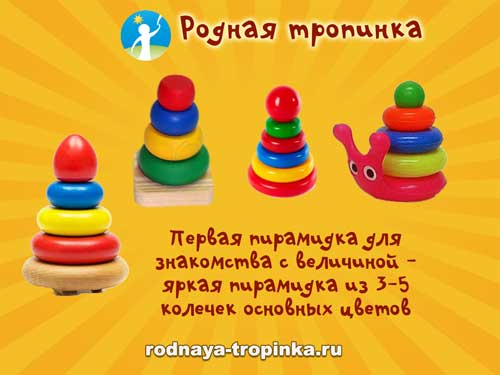 Родная тропинка
Первая пирамидка для
знакомства с величиной -
яркая пирамидка из 3-5
колечек основных цветов
rodnaya-tropinka.ru